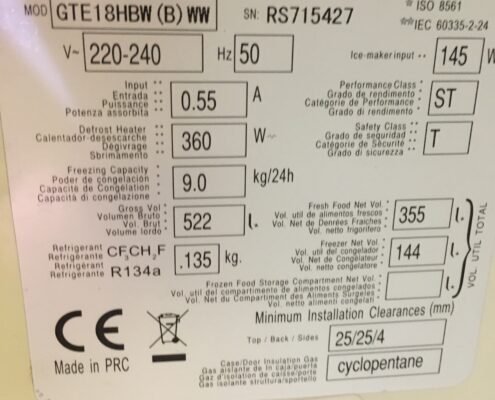 MOD GTE18HBW (B) WW SN: RS715427 * ISO 8561
**IEC 60335-2-24
V~ 220-240 Hz 50 Ice-maker input •• 145 W
Input
Entrada
Puissance
Potenza assorbita
0.55 A
Performance Class
Grado de rendimento
Catégorie de Performance
Grado di rendimento
ST
Defrost Heater
Calentador-desescarche
Dégivrage
Sbrimamento
360 W~
Safety Class
Grado de seguridad
Catégorie de Sécurité
Grado di sicurezza
T
Freezing Capacity
Poder de congelación
Capacité de Congélation
Capacità di congelazione
9.0 kg/24h
Gross Vol
Volumen Bruto
Vol. Brut
Volume lordo
522 l.
Fresh Food Net Vol.
Vol. util de alimentos frescos
Vol. Net de Denrées Fraîches
Vol. netto frigorifero
355 l.
Refrigerant
Refrigerante
Refrigerant
Réfrigérante
CF3CH2F
R134a
.135 kg.
Freezer Net Vol.
Vol. util del congelador
Vol. Net de Congélateur
Vol. netto congelatore
144 l.
Frozen Food Storage Compartment Net Vol.
Vol. util del compartimento de alimentos congelados
Vol. Net du Compartiment des Aliments Surgelés
Vol. netto alimenti congelati
l.
VOL. UTIL TOTAL
Minimum Installation Clearances (mm)
Top / Back / Sides 25/25/4
CE
Made in PRC
Case/Door Insulation Gas
Gas aislante de la caja/puerta
Gaz d'isolation de caisse/porte
Gas isolante struttura/sportello
cyclopentane